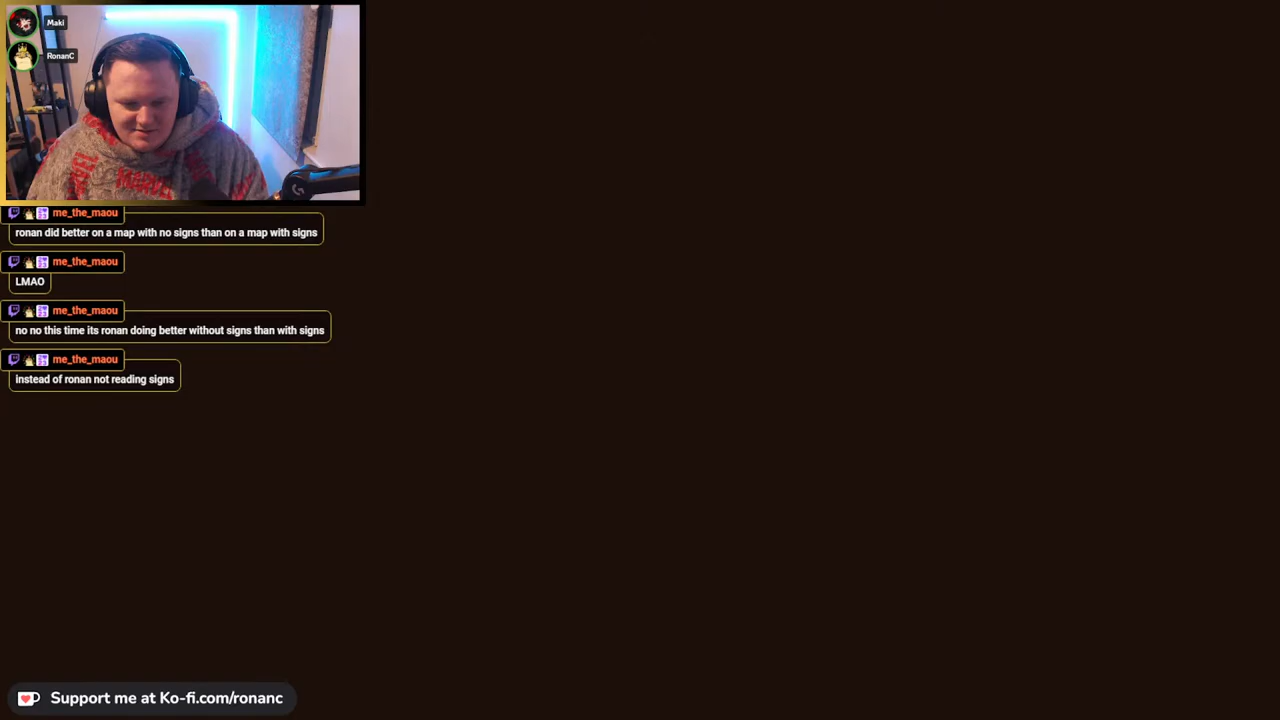 Maki
RonanC
me_the_maou
ronan did better on a map with no signs than on a map with signs
me_the_maou
LMAO
me_the_maou
no no this time its ronan doing better without signs than with signs
me_the_maou
instead of ronan not reading signs
Support me at Ko-fi.com/ronanc